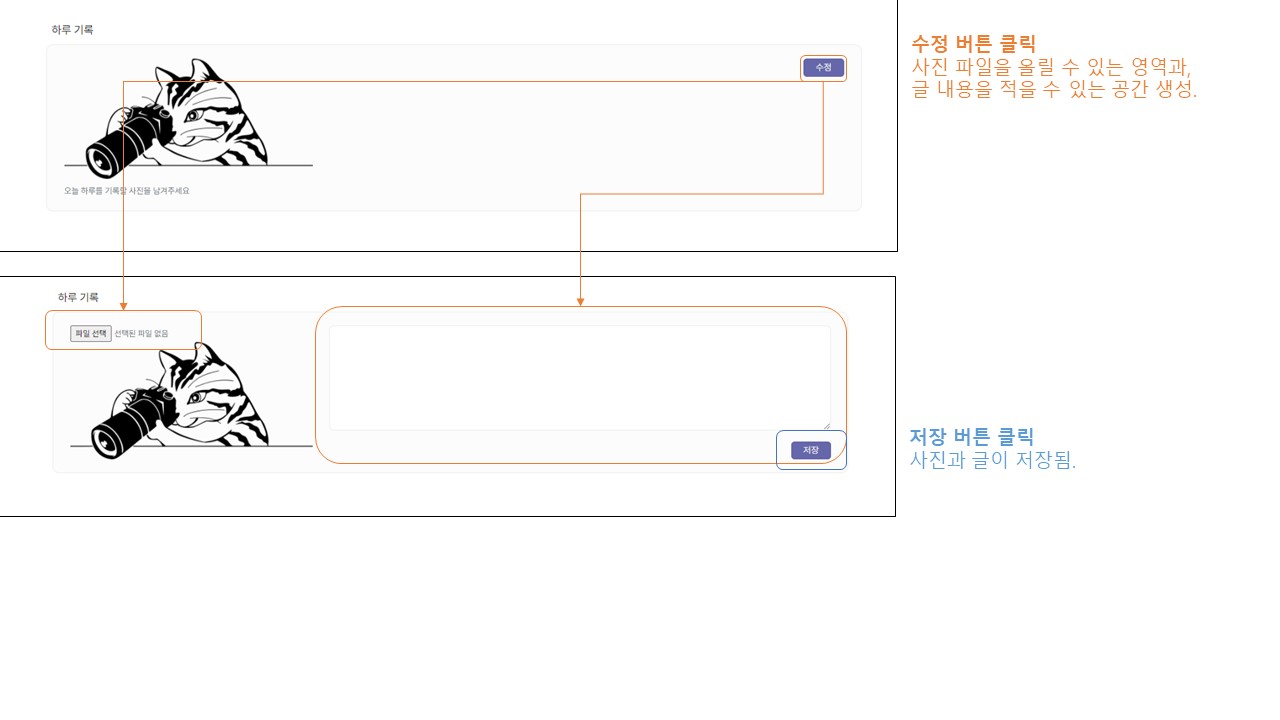 하루 기록
수정
오늘 하루를 기록할 사진을 남겨주세요
수정 버튼 클릭
사진 파일을 올릴 수 있는 영역과,
글 내용을 적을 수 있는 공간 생성.
하루 기록
파일 선택 선택된 파일 없음
저장
저장 버튼 클릭
사진과 글이 저장됨.